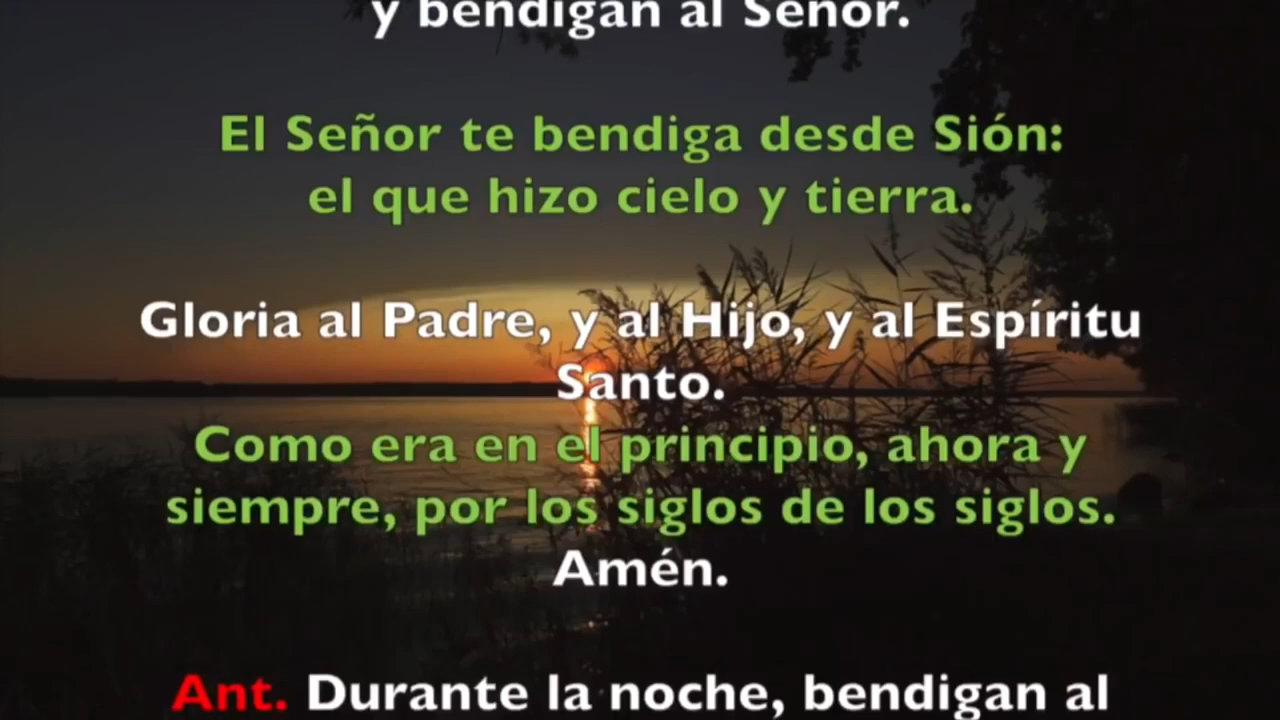 y bendigan al Señor.
El Señor te bendiga desde Sión:
el que hizo cielo y tierra.
Gloria al Padre, y al Hijo, y al Espíritu
Santo.
Como era en el principio, ahora y
siempre, por los siglos de los siglos.
Amén.
Ant. Durante la noche, bendigan al